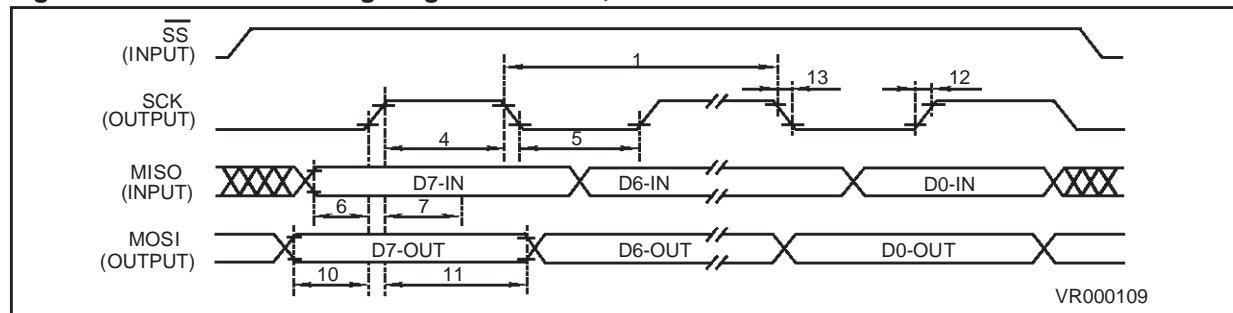 SS
(INPUT)
1
13
12
SCK
(OUTPUT)
4
5
MISO
(INPUT)
D7-IN
D6-IN
D0-IN
6
7
MOSI
(OUTPUT)
D7-OUT
D6-OUT
D0-OUT
10
11
VR000109